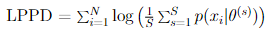 LPPD = ∑_{i=1}^{N} log (1/S ∑_{s=1}^{S} p(x_i|θ^{(s)}))